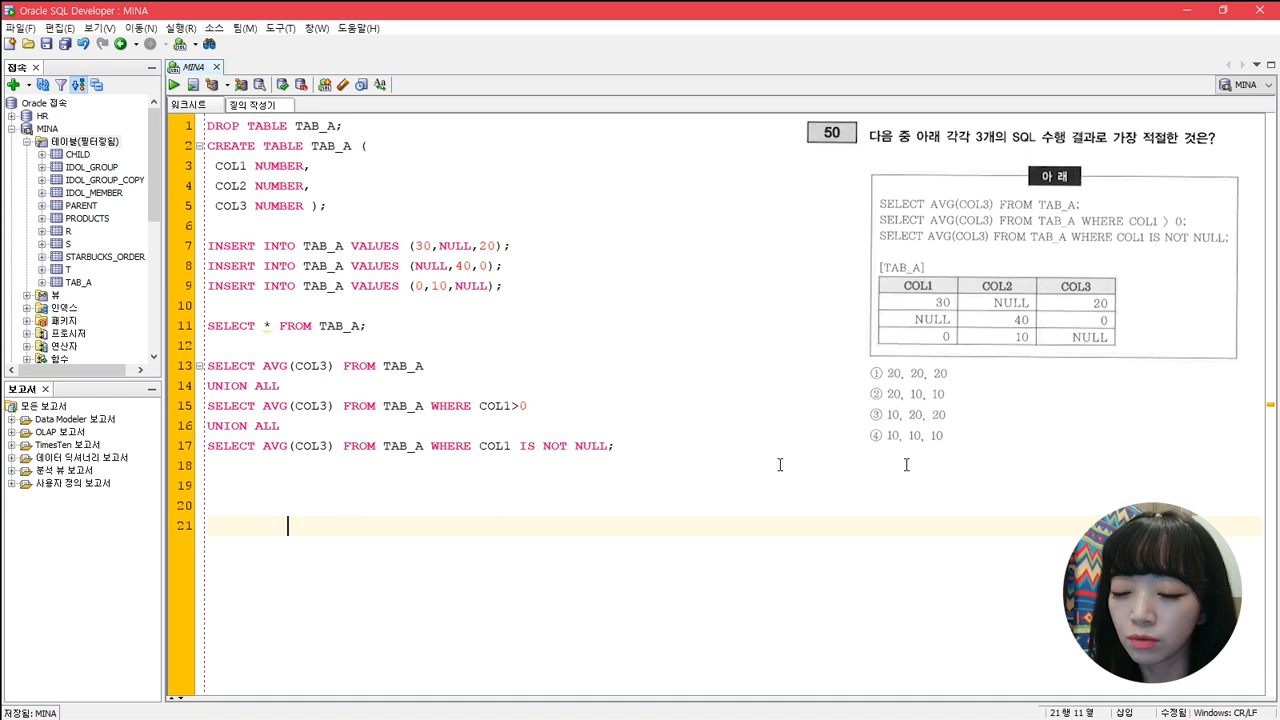 Oracle SQL Developer : MINA
파일(F) 편집(E) 보기(V) 이동(N) 실행(R) 소스 팀(M) 도구(T) 창(W) 도움말(H)
접속
Oracle 접속
HR
MINA
테이블(필터링됨)
CHILD
IDOL_GROUP
IDOL_GROUP_COPY
IDOL_MEMBER
PARENT
PRODUCTS
R
S
STARBUCKS_ORDER
T
TAB_A
뷰
인덱스
패키지
프로시저
연산자
함수
보고서
모든 보고서
Data Modeler 보고서
OLAP 보고서
TimesTen 보고서
데이터 딕셔너리 보고서
분석 뷰 보고서
사용자 정의 보고서
MINA
MINA
워크시트 질의 작성기
1 DROP TABLE TAB_A;
2 CREATE TABLE TAB_A (
3 COL1 NUMBER,
4 COL2 NUMBER,
5 COL3 NUMBER );
6
7 INSERT INTO TAB_A VALUES (30,NULL,20);
8 INSERT INTO TAB_A VALUES (NULL,40,0);
9 INSERT INTO TAB_A VALUES (0,10,NULL);
10
11 SELECT * FROM TAB_A;
12
13 SELECT AVG(COL3) FROM TAB_A
14 UNION ALL
15 SELECT AVG(COL3) FROM TAB_A WHERE COL1>0
16 UNION ALL
17 SELECT AVG(COL3) FROM TAB_A WHERE COL1 IS NOT NULL;
18
19
20
21
50 다음 중 아래 각각 3개의 SQL 수행 결과로 가장 적절한 것은?
아 래
SELECT AVG(COL3) FROM TAB_A;
SELECT AVG(COL3) FROM TAB_A WHERE COL1 > 0;
SELECT AVG(COL3) FROM TAB_A WHERE COL1 IS NOT NULL;
[TAB_A]
COL1 COL2 COL3
30 NULL 20
NULL 40 0
0 10 NULL
① 20, 20, 20
② 20, 10, 10
③ 10, 20, 20
④ 10, 10, 10
저장됨: MINA
21 행 11 열 삽입 수정됨 Windows: CR/LF